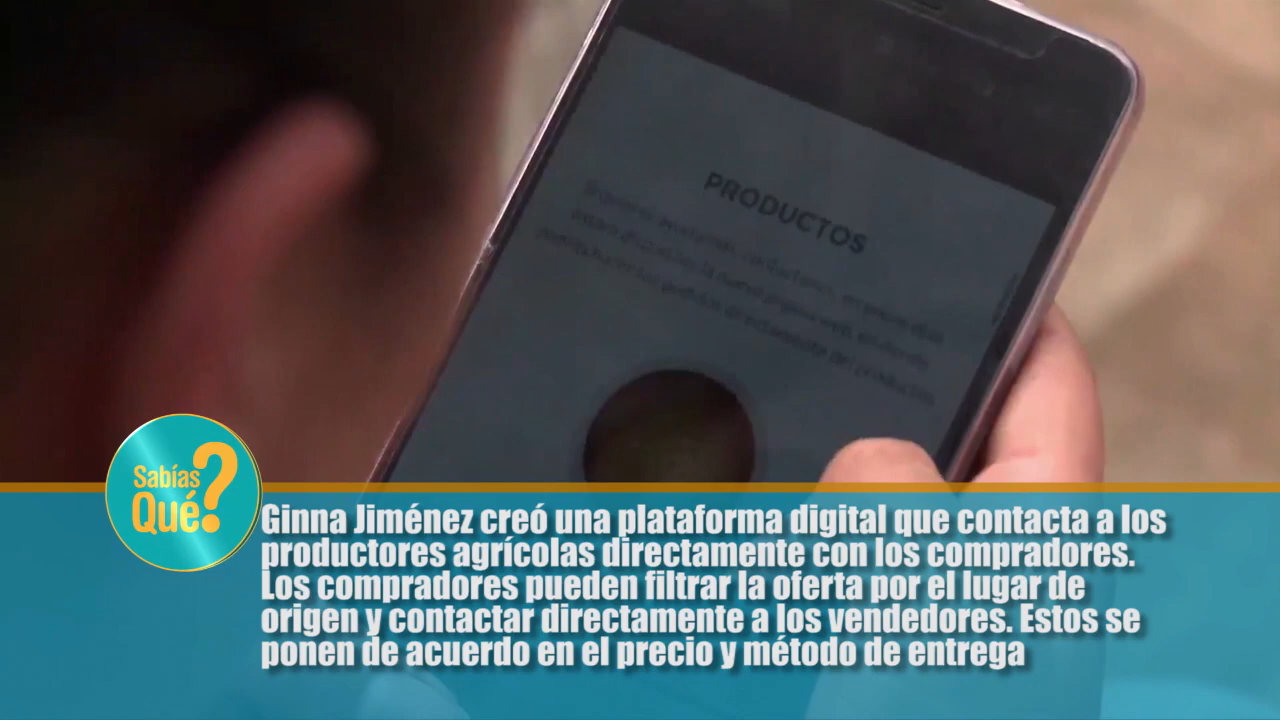 PRODUCTOS
Sabías
Qué?
Ginna Jiménez creó una plataforma digital que contacta a los
productores agrícolas directamente con los compradores.
Los compradores pueden filtrar la oferta por el lugar de
origen y contactar directamente a los vendedores. Estos se
ponen de acuerdo en el precio y método de entrega